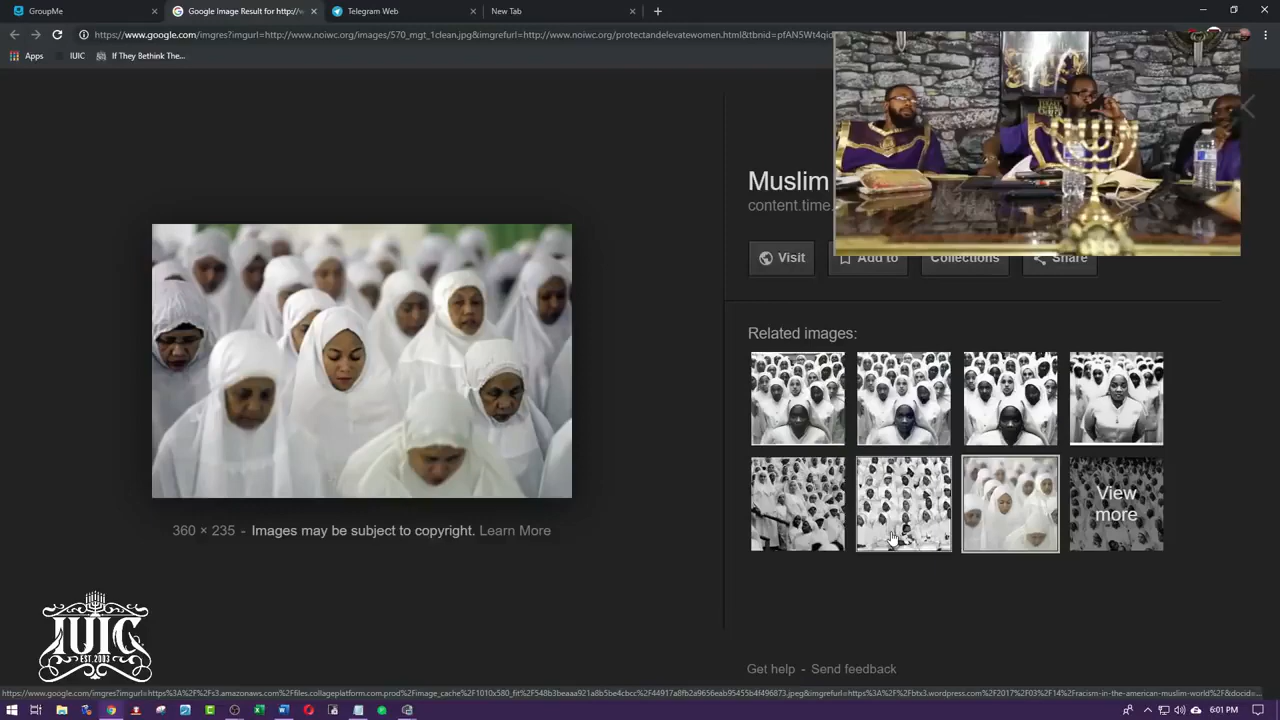 GroupMe
Google Image Result for http://w
Telegram Web
New Tab
https://www.google.com/imgres?imgurl=http://www.noiwc.org/images/570_mgt_1clean.jpg&imgrefurl=http://www.noiwc.org/protectandelevatewomen.html&tbnid=pfAN5Wt4qid
Apps
IUIC
If They Bethink The...
Muslim
content.time.
Visit
Add to
Collections
Share
Related images:
View
more
360 × 235 - Images may be subject to copyright. Learn More
IUIC
EST. 2003
Get help - Send feedback
6:01 PM